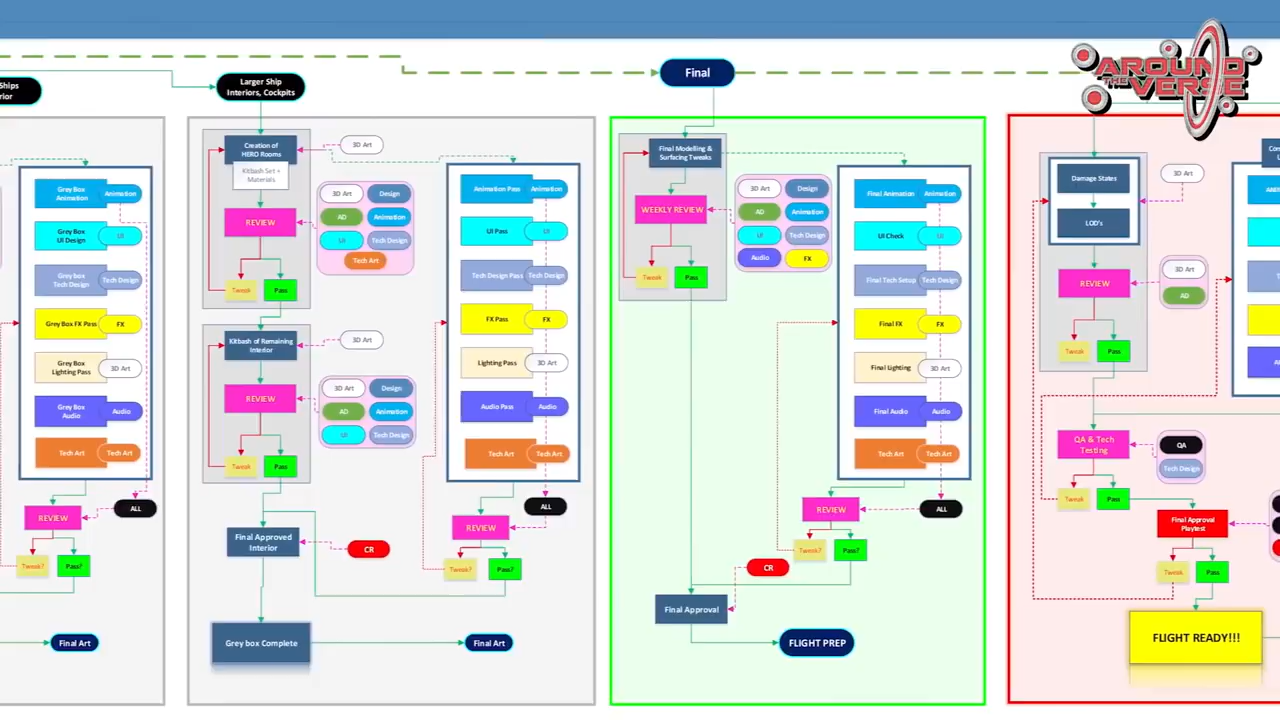 AROUND
THE VERSE
Ships
rior
Grey Box
Animation
Animation
Grey Box
UI Design
UI
Grey box
Tech Design
Tech Design
Grey Box FX Pass
FX
Grey Box
Lighting Pass
3D Art
Grey Box
Audio
Audio
Tech Art
Tech Art
ALL
REVIEW
Tweak?
Pass?
Final Art
Larger Ship
Interiors, Cockpits
Creation of
HERO Rooms
Kitbash Set +
Materials
3D Art
REVIEW
3D Art
Design
AD
Animation
UI
Tech Design
Tech Art
Tweak
Pass
Kitbash of Remaining
Interior
3D Art
REVIEW
3D Art
Design
AD
Animation
UI
Tech Design
Tweak
Pass
Final Approved
Interior
CR
Grey box Complete
Final Art
Animation Pass
Animation
UI Pass
UI
Tech Design Pass
Tech Design
FX Pass
FX
Lighting Pass
3D Art
Audio Pass
Audio
Tech Art
Tech Art
ALL
REVIEW
Tweak?
Pass?
Final
Final Modelling &
Surfacing Tweaks
WEEKLY REVIEW
3D Art
Design
AD
Animation
UI
Tech Design
Audio
FX
Tweak
Pass
Final Animation
Animation
UI Check
UI
Final Tech Setup
Tech Design
Final FX
FX
Final Lighting
3D Art
Final Audio
Audio
Tech Art
Tech Art
REVIEW
ALL
Tweak?
Pass?
CR
Final Approval
FLIGHT PREP
Damage States
LOD's
3D Art
REVIEW
3D Art
AD
Tweak
Pass
QA & Tech
Testing
QA
Tech Design
Tweak
Pass
Final Approval
Playtest
Tweak
Pass
FLIGHT READY!!!